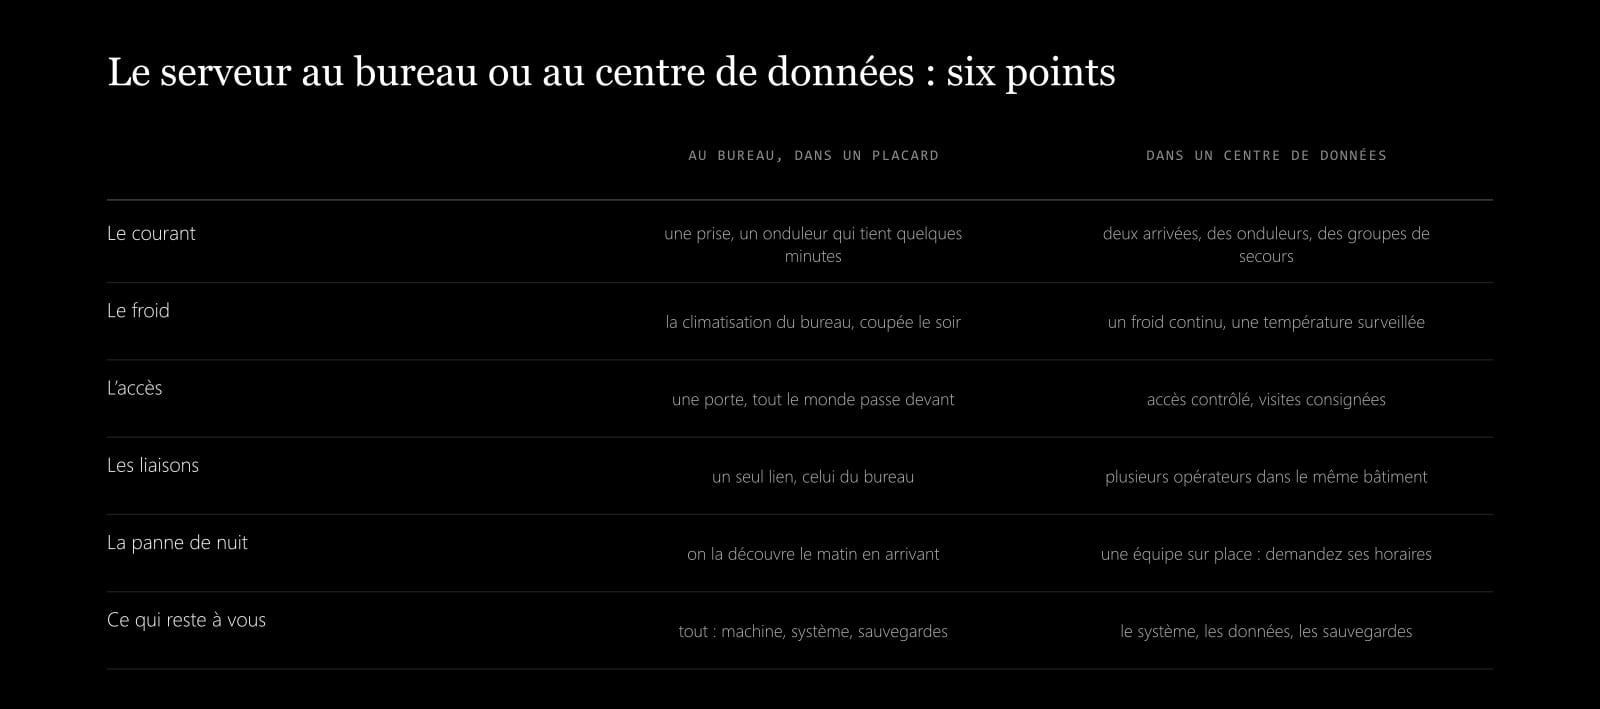 Le serveur au bureau ou au centre de données : six points
AU BUREAU, DANS UN PLACARD
DANS UN CENTRE DE DONNÉES
Le courant
une prise, un onduleur qui tient quelques
minutes
deux arrivées, des onduleurs, des groupes de
secours
Le froid
la climatisation du bureau, coupée le soir
un froid continu, une température surveillée
L’accès
une porte, tout le monde passe devant
accès contrôlé, visites consignées
Les liaisons
un seul lien, celui du bureau
plusieurs opérateurs dans le même bâtiment
La panne de nuit
on la découvre le matin en arrivant
une équipe sur place : demandez ses horaires
Ce qui reste à vous
tout : machine, système, sauvegardes
le système, les données, les sauvegardes